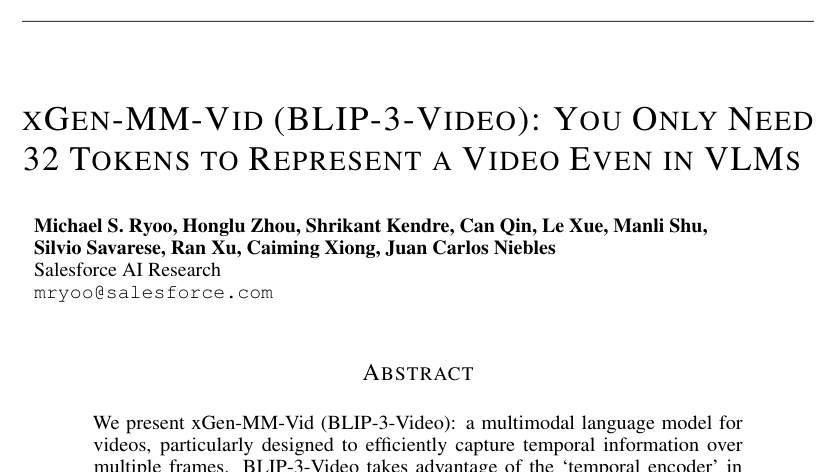 xGen-MM-Vid (BLIP-3-Video): You Only Need
32 Tokens to Represent a Video Even in VLMs
Michael S. Ryoo, Honglu Zhou, Shrikant Kendre, Can Qin, Le Xue, Manli Shu,
Silvio Savarese, Ran Xu, Caiming Xiong, Juan Carlos Niebles
Salesforce AI Research
mryoo@salesforce.com
Abstract
We present xGen-MM-Vid (BLIP-3-Video): a multimodal language model for
videos, particularly designed to efficiently capture temporal information over
multiple frames. BLIP-3-Video takes advantage of the ‘temporal encoder’ in